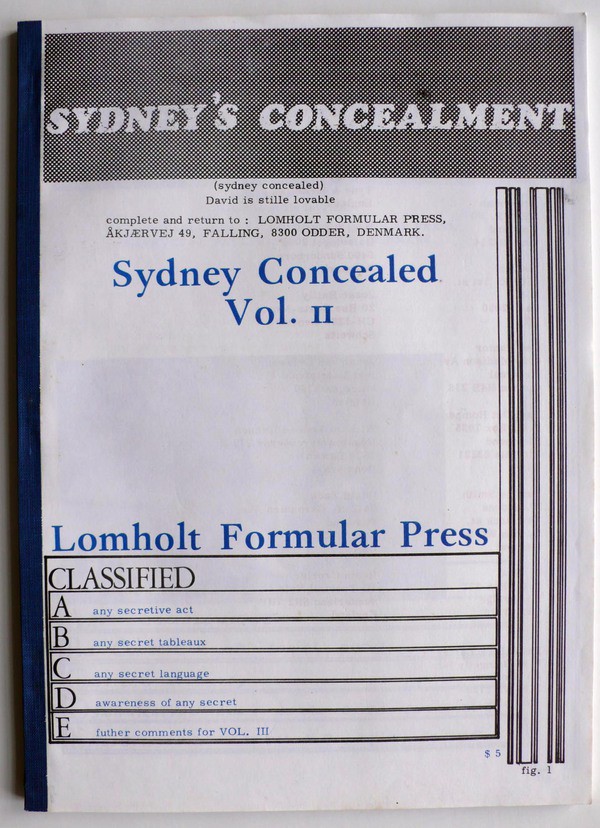 SYDNEY'S CONCEALMENT
(sydney concealed)
David is stille lovable
complete and return to : LOMHOLT FORMULAR PRESS,
ÅKJÆRVEJ 49, FALLING, 8300 ODDER, DENMARK.
Sydney Concealed
Vol. II
Lomholt Formular Press
CLASSIFIED
A any secretive act
B any secret tableaux
C any secret language
D awareness of any secret
E futher comments for VOL. III
$ 5
fig. 1